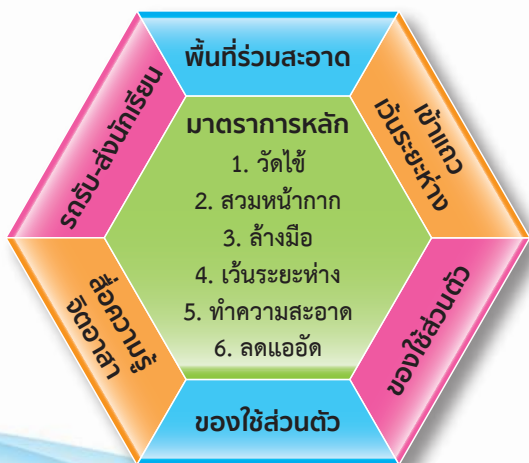 พื้นที่ร่วมสะอาด
เข้าแถว
เว้นระยะห่าง
ของใช้ส่วนตัว
ของใช้ส่วนตัว
สื่อความรู้
จิตอาสา
รถรับ-ส่งนักเรียน
มาตราการหลัก
1. วัดไข้
2. สวมหน้ากาก
3. ล้างมือ
4. เว้นระยะห่าง
5. ทำความสะอาด
6. ลดแออัด